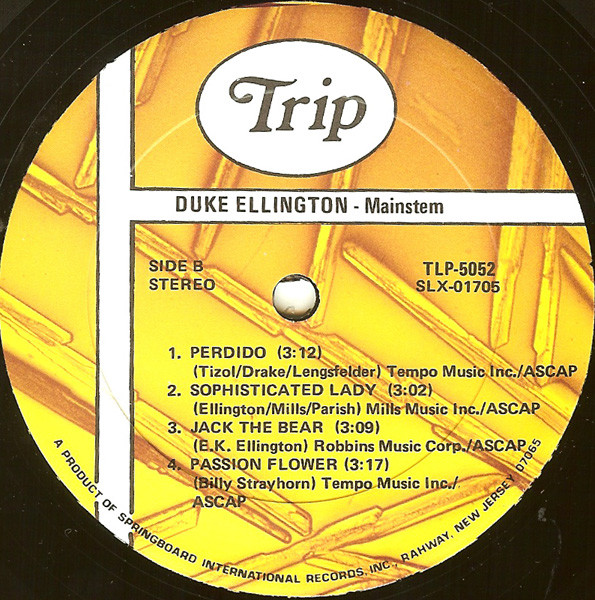 Trip
DUKE ELLINGTON - Mainstem
SIDE B
STEREO
TLP-5052
SLX-01705
1. PERDIDO (3:12)
(Tizol/Drake/Lengsfelder) Tempo Music Inc./ASCAP
2. SOPHISTICATED LADY (3:02)
(Ellington/Mills/Parish) Mills Music Inc./ASCAP
3. JACK THE BEAR (3:09)
(E.K. Ellington) Robbins Music Corp./ASCAP
4. PASSION FLOWER (3:17)
(Billy Strayhorn) Tempo Music Inc./
ASCAP
A PRODUCT OF SPRINGBOARD INTERNATIONAL RECORDS, INC., RAHWAY, NEW JERSEY 07065